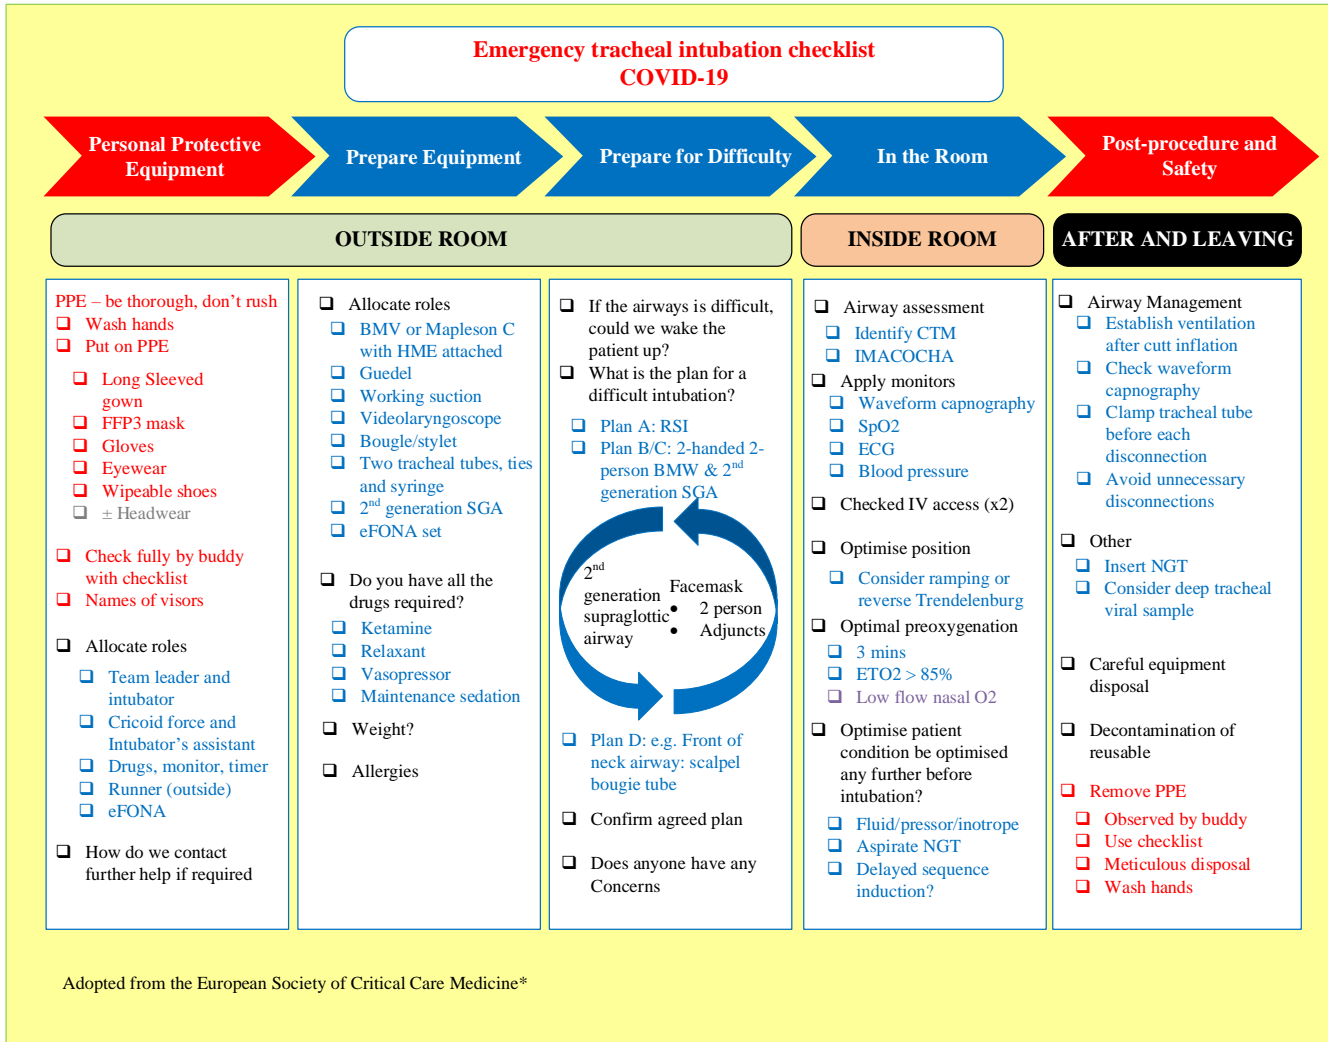 Emergency tracheal intubation checklist
COVID-19
Personal Protective
Equipment
Prepare Equipment
Prepare for Difficulty
In the Room
Post-procedure and
Safety
OUTSIDE ROOM
INSIDE ROOM
AFTER AND LEAVING
PPE – be thorough, don't rush
Wash hands
Put on PPE
Long Sleeved
gown
FFP3 mask
Gloves
Eyewear
Wipeable shoes
± Headwear
Check fully by buddy
with checklist
Names of visors
Allocate roles
Team leader and
intubator
Cricoid force and
Intubator's assistant
Drugs, monitor, timer
Runner (outside)
eFONA
How do we contact
further help if required
Allocate roles
BMV or Mapleson C
with HME attached
Guedel
Working suction
Videolaryngoscope
Bougle/stylet
Two tracheal tubes, ties
and syringe
2nd generation SGA
eFONA set
Do you have all the
drugs required?
Ketamine
Relaxant
Vasopressor
Maintenance sedation
Weight?
Allergies
If the airways is difficult,
could we wake the
patient up?
What is the plan for a
difficult intubation?
Plan A: RSI
Plan B/C: 2-handed 2-
person BMW & 2nd
generation SGA
2nd
generation
supraglottic
airway
Facemask
• 2 person
• Adjuncts
Plan D: e.g. Front of
neck airway: scalpel
bougie tube
Confirm agreed plan
Does anyone have any
Concerns
Airway assessment
Identify CTM
IMACOCHA
Apply monitors
Waveform capnography
SpO2
ECG
Blood pressure
Checked IV access (x2)
Optimise position
Consider ramping or
reverse Trendelenburg
Optimal preoxygenation
3 mins
ETO2 > 85%
Low flow nasal O2
Optimise patient
condition be optimised
any further before
intubation?
Fluid/pressor/inotrope
Aspirate NGT
Delayed sequence
induction?
Airway Management
Establish ventilation
after cutt inflation
Check waveform
capnography
Clamp tracheal tube
before each
disconnection
Avoid unnecessary
disconnections
Other
Insert NGT
Consider deep tracheal
viral sample
Careful equipment
disposal
Decontamination of
reusable
Remove PPE
Observed by buddy
Use checklist
Meticulous disposal
Wash hands
Adopted from the European Society of Critical Care Medicine*